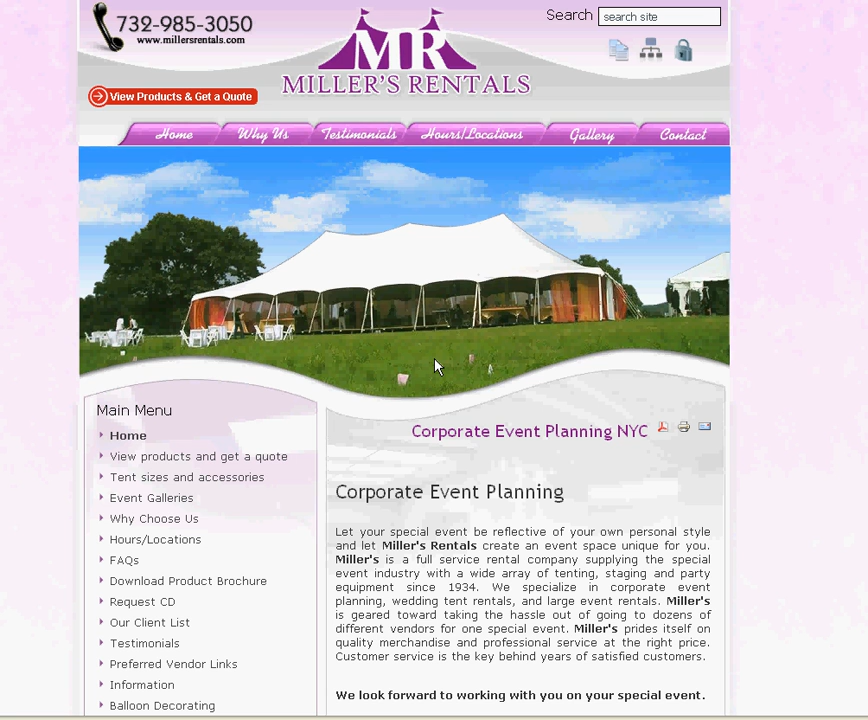 732-985-3050
www.millersrentals.com
Search
search site
MR
MILLER'S RENTALS
View Products & Get a Quote
Home
Why Us
Testimonials
Hours/Locations
Gallery
Contact
Main Menu
Home
View products and get a quote
Tent sizes and accessories
Event Galleries
Why Choose Us
Hours/Locations
FAQs
Download Product Brochure
Request CD
Our Client List
Testimonials
Preferred Vendor Links
Information
Balloon Decorating
Corporate Event Planning NYC
Corporate Event Planning
Let your special event be reflective of your own personal style
and let Miller's Rentals create an event space unique for you.
Miller's is a full service rental company supplying the special
event industry with a wide array of tenting, staging and party
equipment since 1934. We specialize in corporate event
planning, wedding tent rentals, and large event rentals. Miller's
is geared toward taking the hassle out of going to dozens of
different vendors for one special event. Miller's prides itself on
quality merchandise and professional service at the right price.
Customer service is the key behind years of satisfied customers.
We look forward to working with you on your special event.